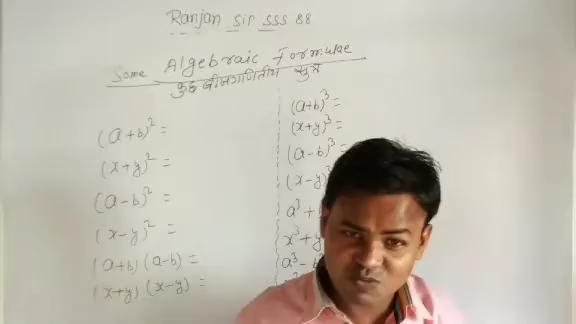 Ranjan Sir SSS 88
Some Algebraic Formulae
कुछ बीजगणितीय सूत्र
(a+b)² =
(x+y)² =
(a-b)² =
(x-y)² =
(a+b) (a-b) =
(x+y) (x-y) =
(a+b)³ =
(x+y)³ =
(a-b)³ =
(x-y)³
a³ +
x³ + y
a³ - b